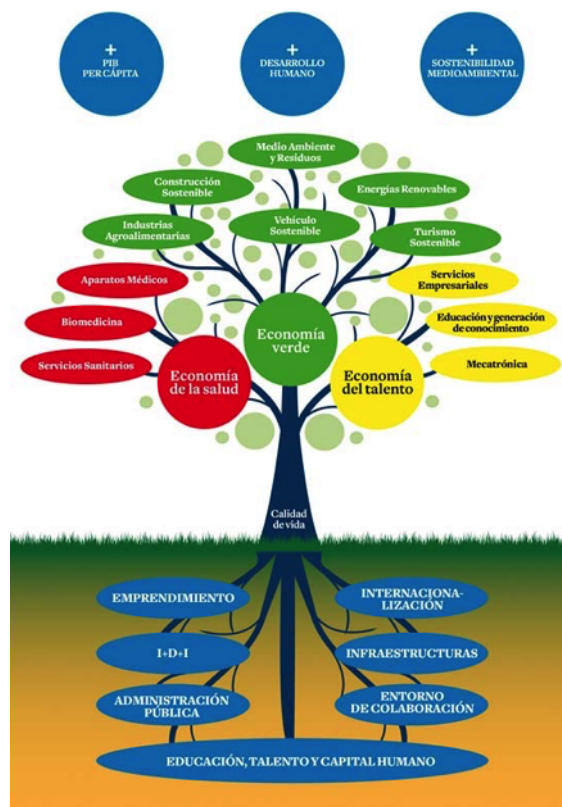 +
PIB
PER CÁPITA
+
DESARROLLO
HUMANO
+
SOSTENIBILIDAD
MEDIOAMBIENTAL
Medio Ambiente
y Residuos
Construcción
Sostenible
Energías Renovables
Industrias
Agroalimentarias
Vehículo
Sostenible
Turismo
Sostenible
Aparatos Médicos
Servicios
Empresariales
Biomedicina
Educación y generación
de conocimiento
Servicios Sanitarios
Mecatrónica
Economía
verde
Economía
de la salud
Economía
del talento
Calidad
de vida
EMPRENDIMIENTO
INTERNACIONA-
LIZACIÓN
I+D+I
INFRAESTRUCTURAS
ADMINISTRACIÓN
PÚBLICA
ENTORNO
DE COLABORACIÓN
EDUCACIÓN, TALENTO Y CAPITAL HUMANO